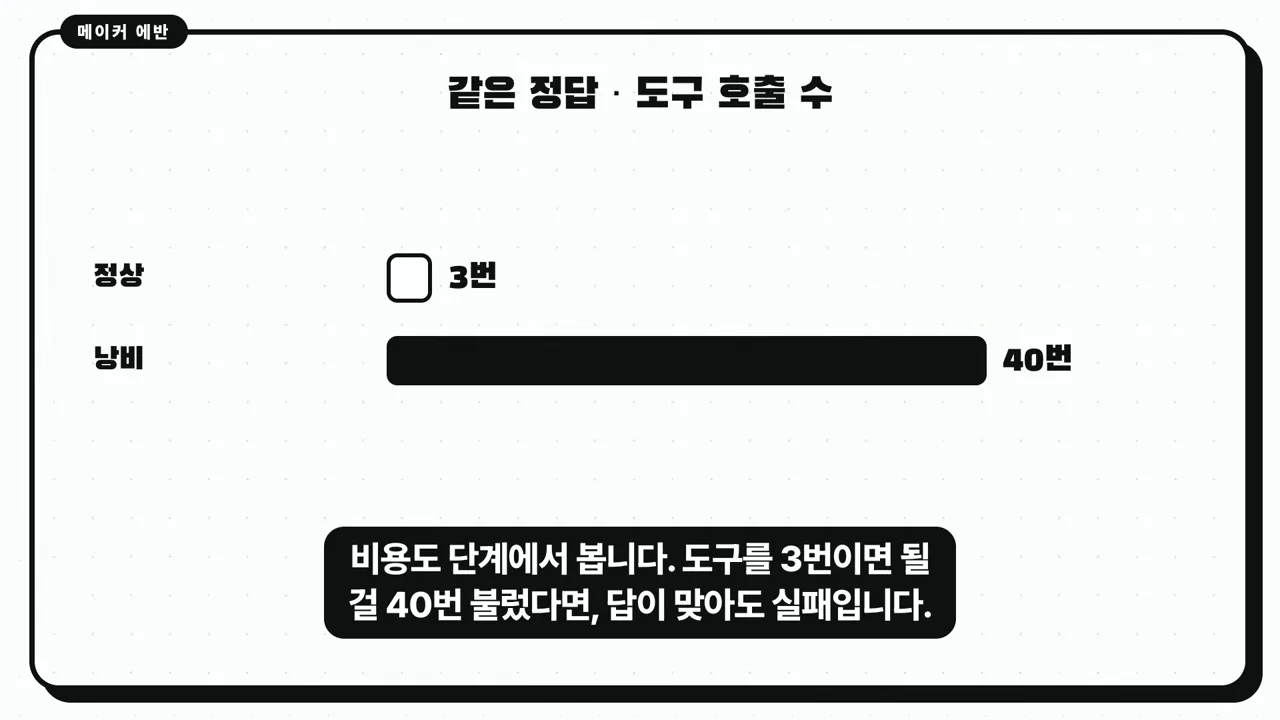 메이커 에반
같은 정답 · 도구 호출 수
정상
3번
낭비
40번
비용도 단계에서 봅니다. 도구를 3번이면 될
걸 40번 불렀다면, 답이 맞아도 실패입니다.